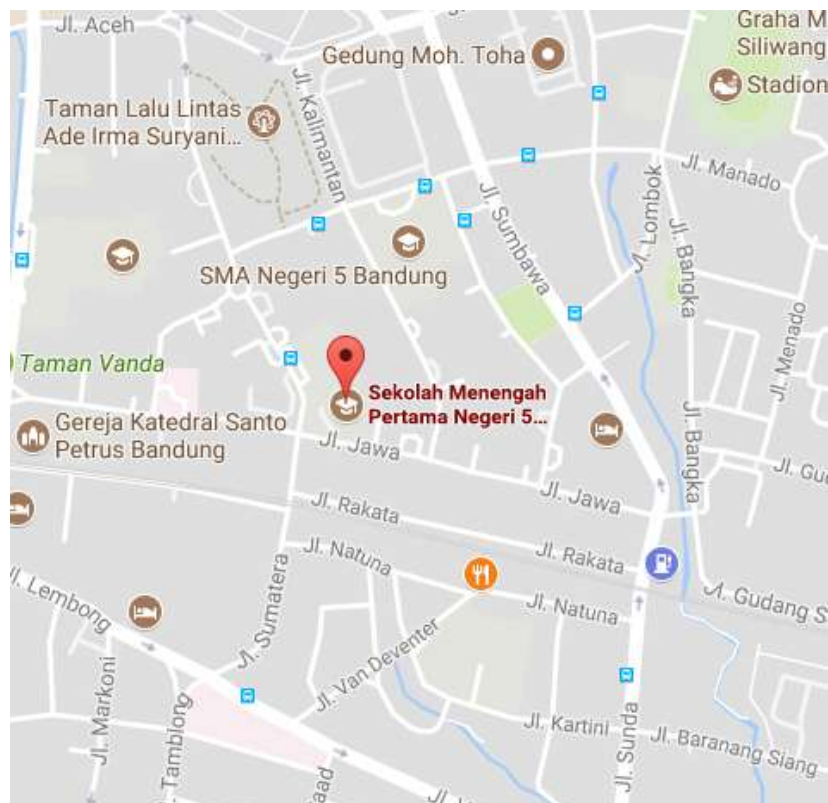 Jl. Aceh
Graha M
Siliwang
Gedung Moh. Toha
Stadion
Jl. Kalimantan
Taman Lalu Lintas
Ade Irma Suryani...
Jl. Manado
Jl. Sumbawa
Jl. Lombok
Jl. Bangka
SMA Negeri 5 Bandung
Jl. Menado
Taman Vanda
Sekolah Menengah
Pertama Negeri 5...
Gereja Katedral Santo
Petrus Bandung
Jl. Jawa
Jl. Bangka
Jl. Gud
Jl. Jawa
Jl. Rakata
Jl. Rakata
Jl. Natuna
Jl. Gudang S
Jl. Lembong
Jl. Sumatera
Jl. Natuna
Jl. Van Deventer
Jl. Markoni
Jl. Tamblong
Jl. Kartini
Jl. Sunda
Jl. Baranang Siang
aad